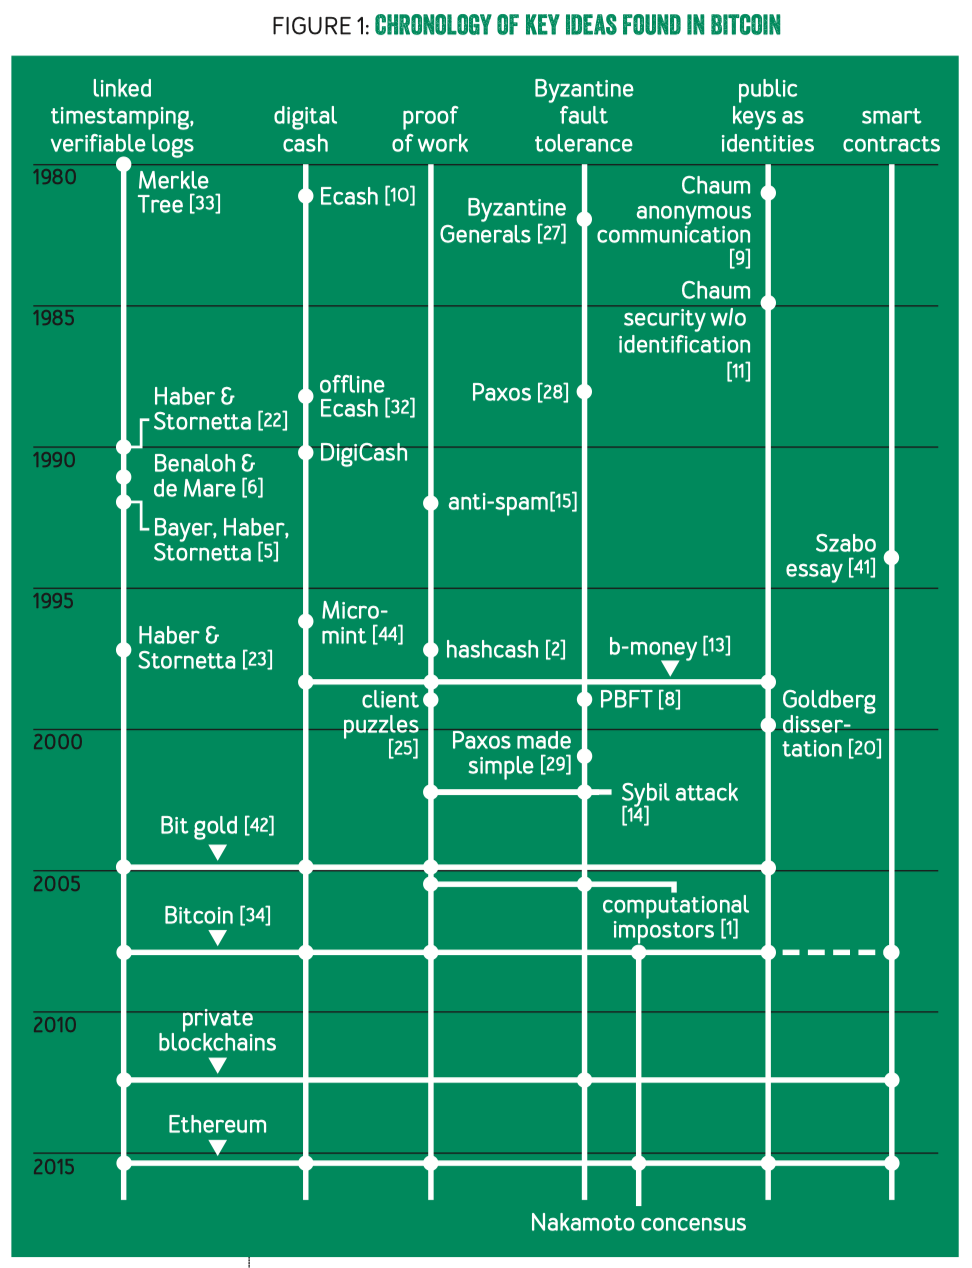 FIGURE 1: CHRONOLOGY OF KEY IDEAS FOUND IN BITCOIN
linked
timestamping,
verifiable logs
digital
cash
proof
of work
Byzantine
fault
tolerance
public
keys as
identities
smart
contracts
1980
Merkle
Tree [33]
Ecash [10]
Byzantine
Generals [27]
Chaum
anonymous
communication
[9]
1985
Chaum
security w/o
identification
[11]
Haber &
Stornetta [22]
offline
Ecash [32]
Paxos [28]
1990
DigiCash
Benaloh &
de Mare [6]
anti-spam[15]
Bayer, Haber,
Stornetta [5]
Szabo
essay [41]
1995
Micro-
mint [44]
Haber &
Stornetta [23]
hashcash [2]
b-money [13]
client
puzzles
[25]
PBFT [8]
Goldberg
disser-
tation [20]
2000
Paxos made
simple [29]
Sybil attack
[14]
Bit gold [42]
2005
computational
impostors [1]
Bitcoin [34]
2010
private
blockchains
Ethereum
2015
Nakamoto concensus